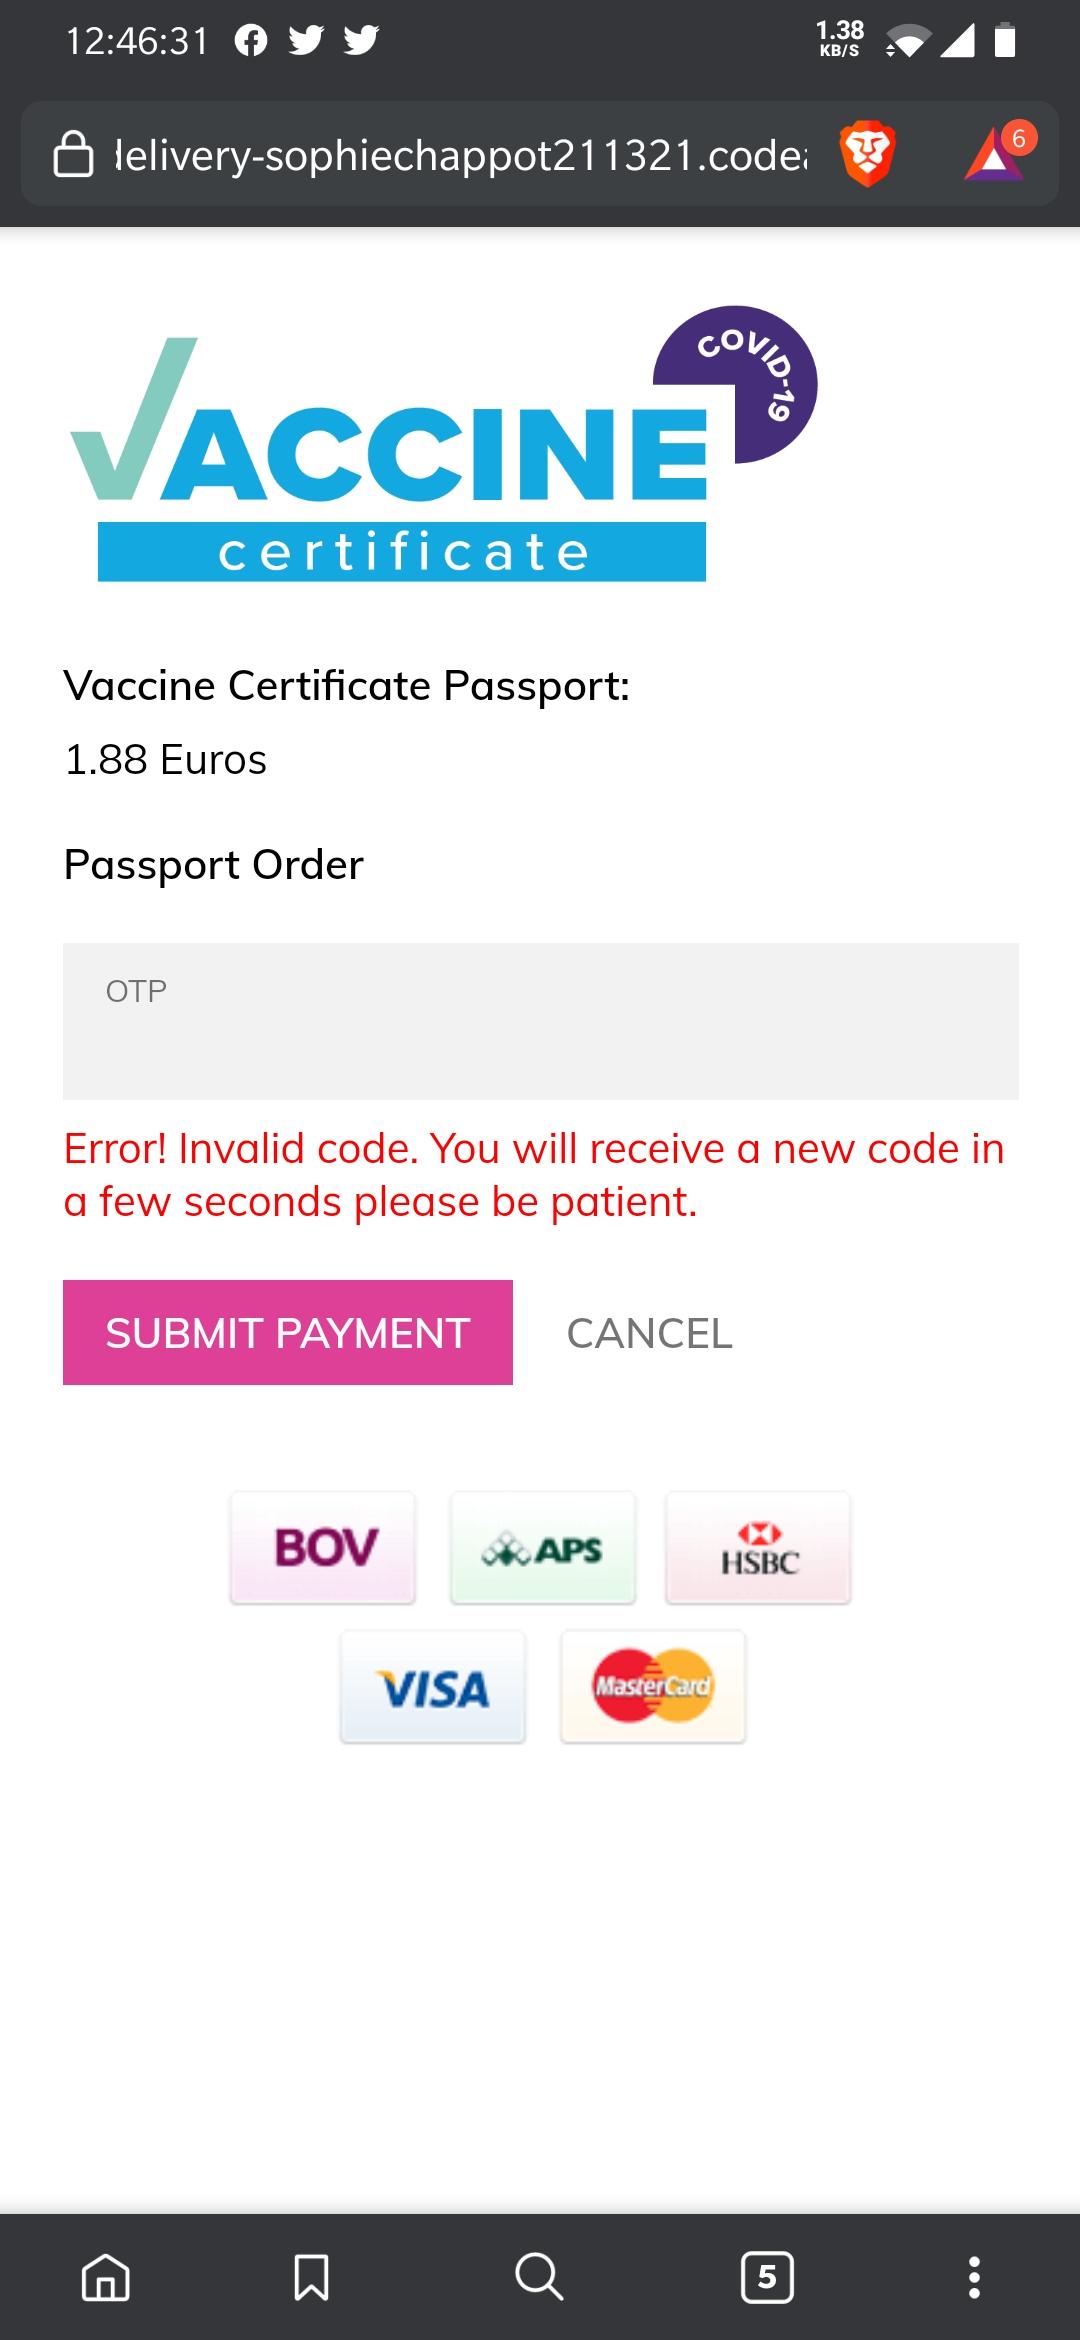 12:46:31
1.38
KB/S
delivery-sophiechappot211321.codea
6
COVID-19
VACCINE
certificate
Vaccine Certificate Passport:
1.88 Euros
Passport Order
OTP
Error! Invalid code. You will receive a new code in
a few seconds please be patient.
SUBMIT PAYMENT
CANCEL
BOV
APS
HSBC
VISA
MasterCard
5